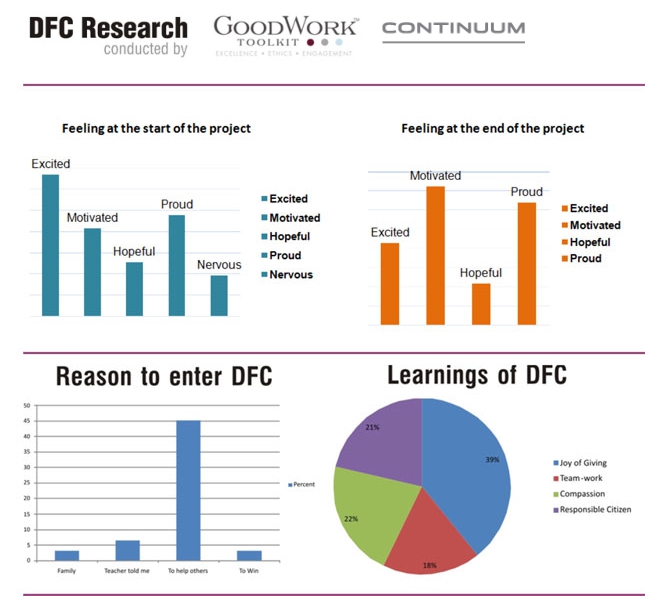 DFC Research
conducted by
GOODWORK™
TOOLKIT
EXCELLENCE • ETHICS • ENGAGEMENT
CONTINUUM
Feeling at the start of the project
Excited
Motivated
Hopeful
Proud
Nervous
Excited
Motivated
Hopeful
Proud
Nervous
Feeling at the end of the project
Excited
Motivated
Hopeful
Proud
Excited
Motivated
Hopeful
Proud
Reason to enter DFC
50
45
40
35
30
25
20
15
10
5
0
Family
Teacher told me
To help others
To Win
Percent
Learnings of DFC
39%
18%
22%
21%
Joy of Giving
Team-work
Compassion
Responsible Citizen